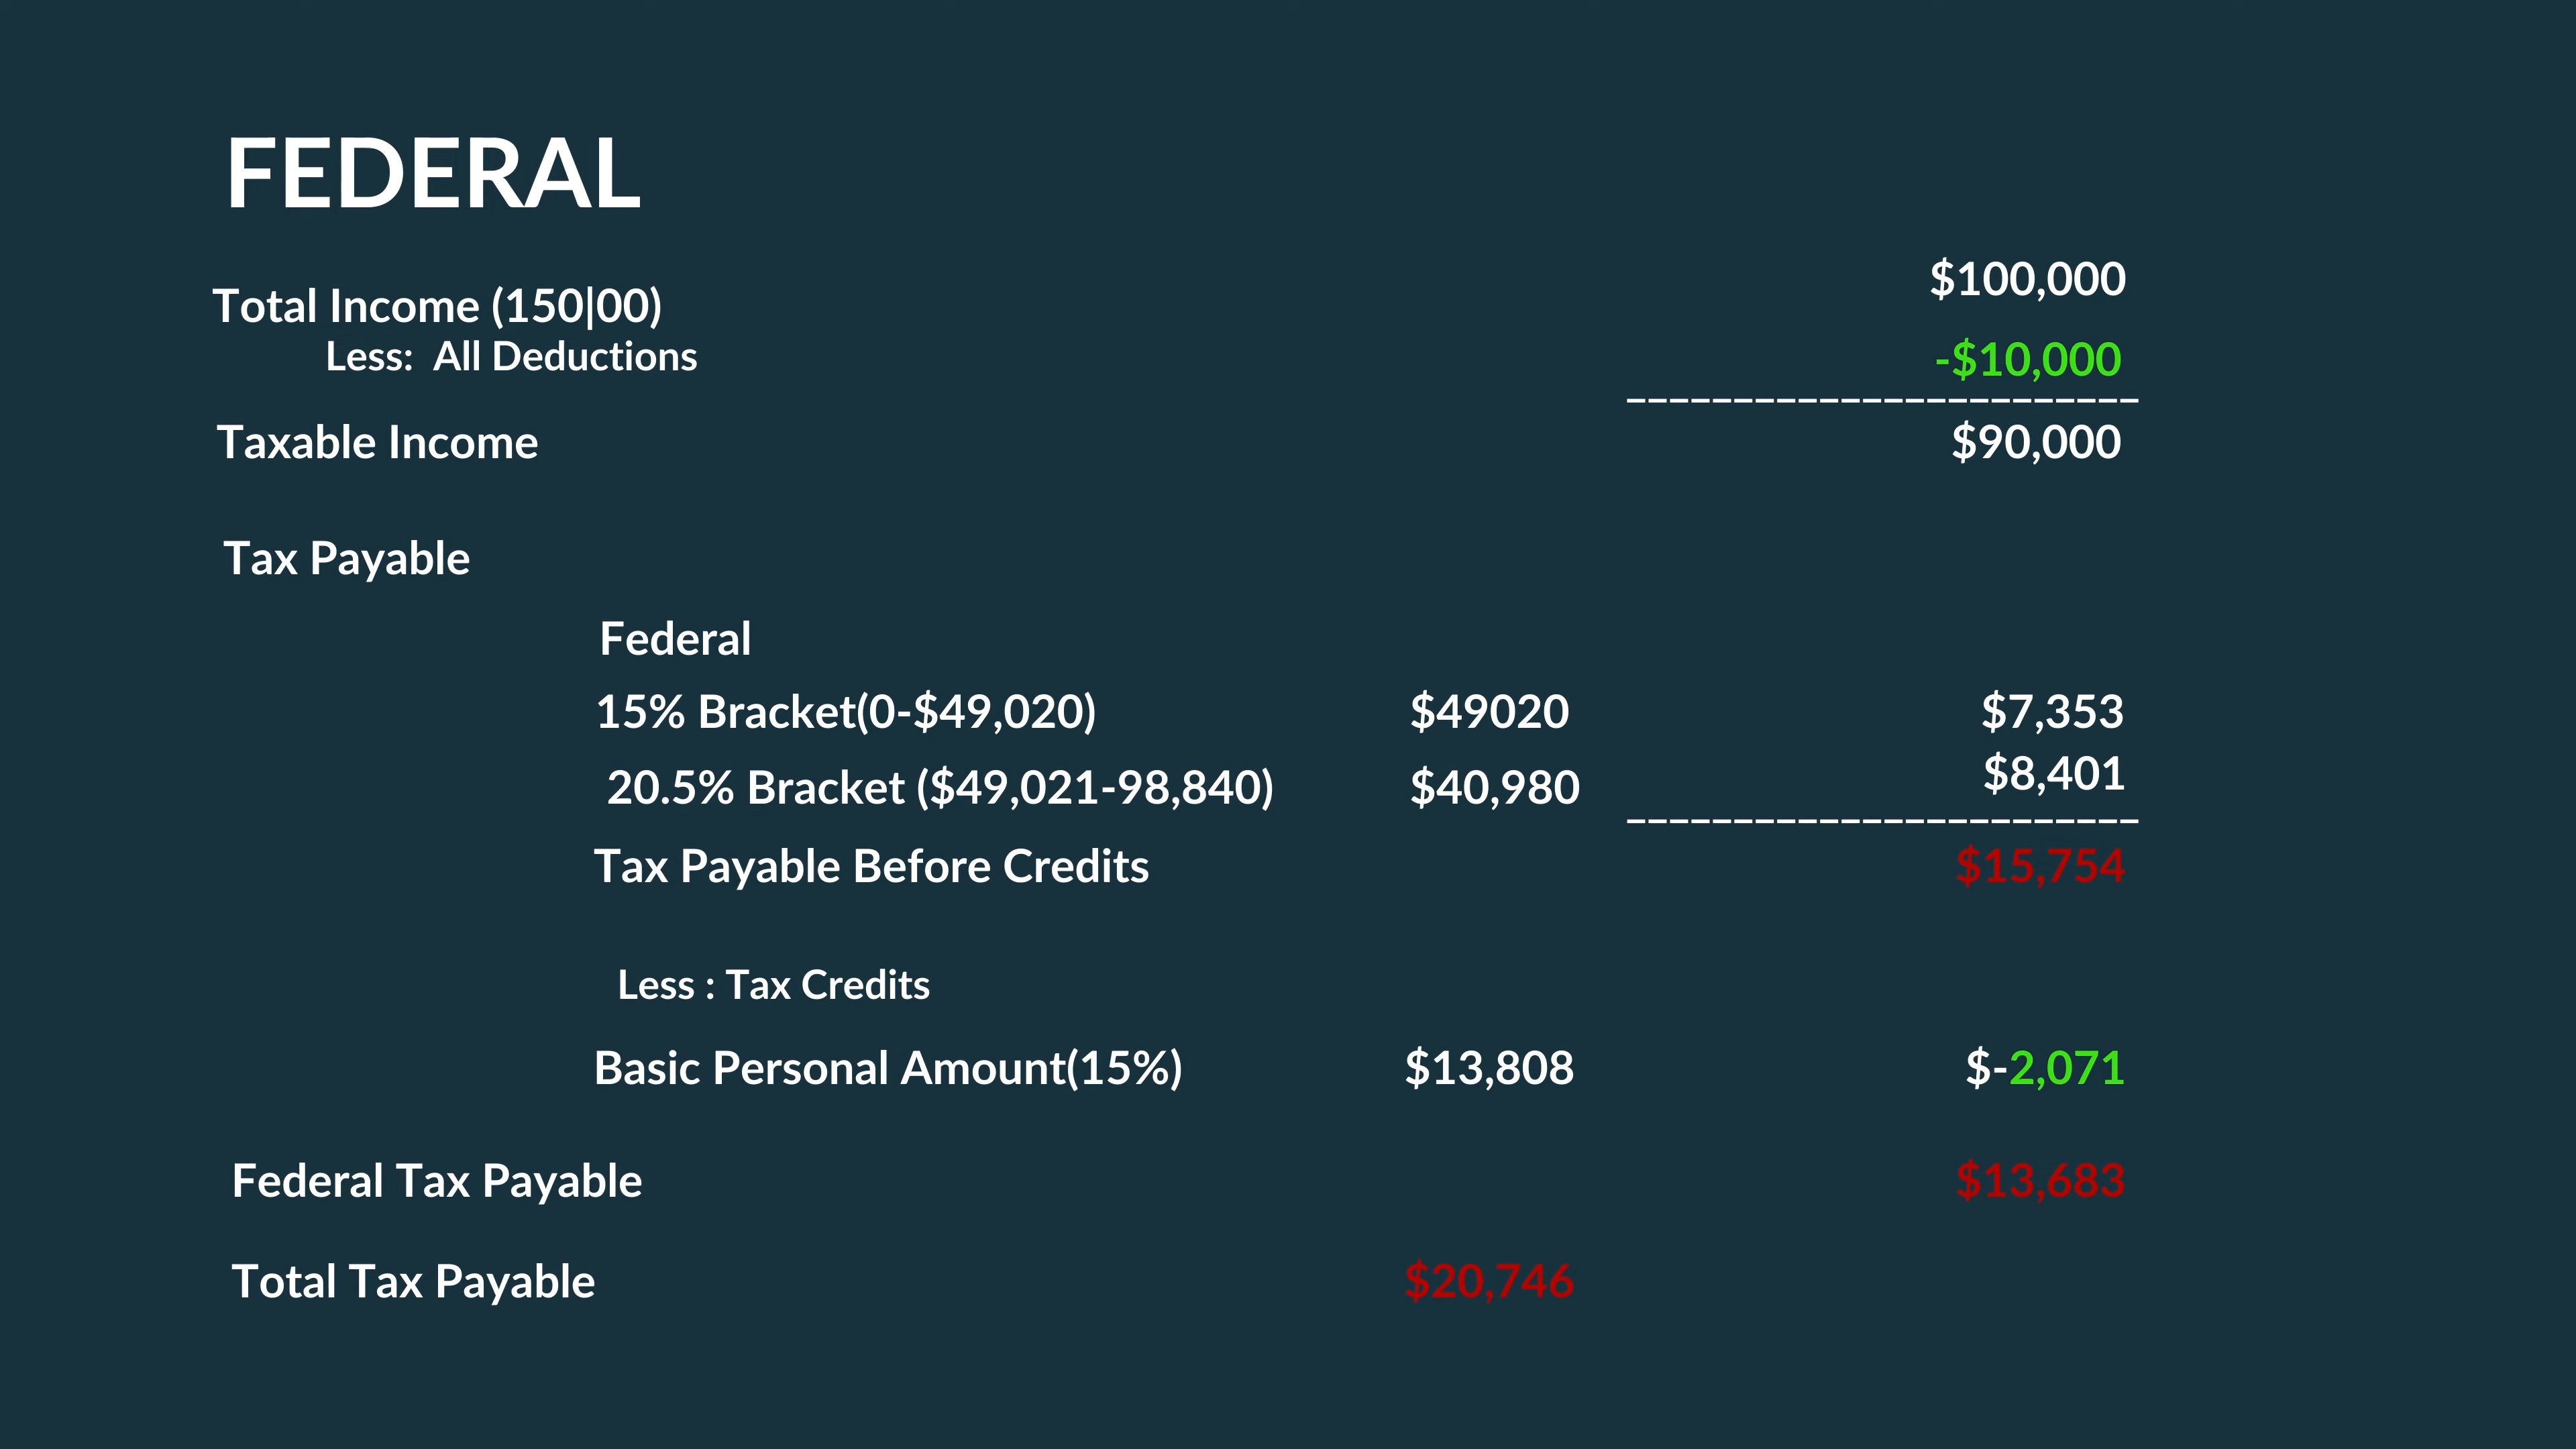 FEDERAL
Total Income (150|00) $100,000
Less: All Deductions -$10,000
------------------------
Taxable Income $90,000
Tax Payable
Federal
15% Bracket(0-$49,020) $49020 $7,353
20.5% Bracket ($49,021-98,840) $40,980 $8,401
------------------------
Tax Payable Before Credits $15,754
Less : Tax Credits
Basic Personal Amount(15%) $13,808 $-2,071
Federal Tax Payable $13,683
Total Tax Payable $20,746